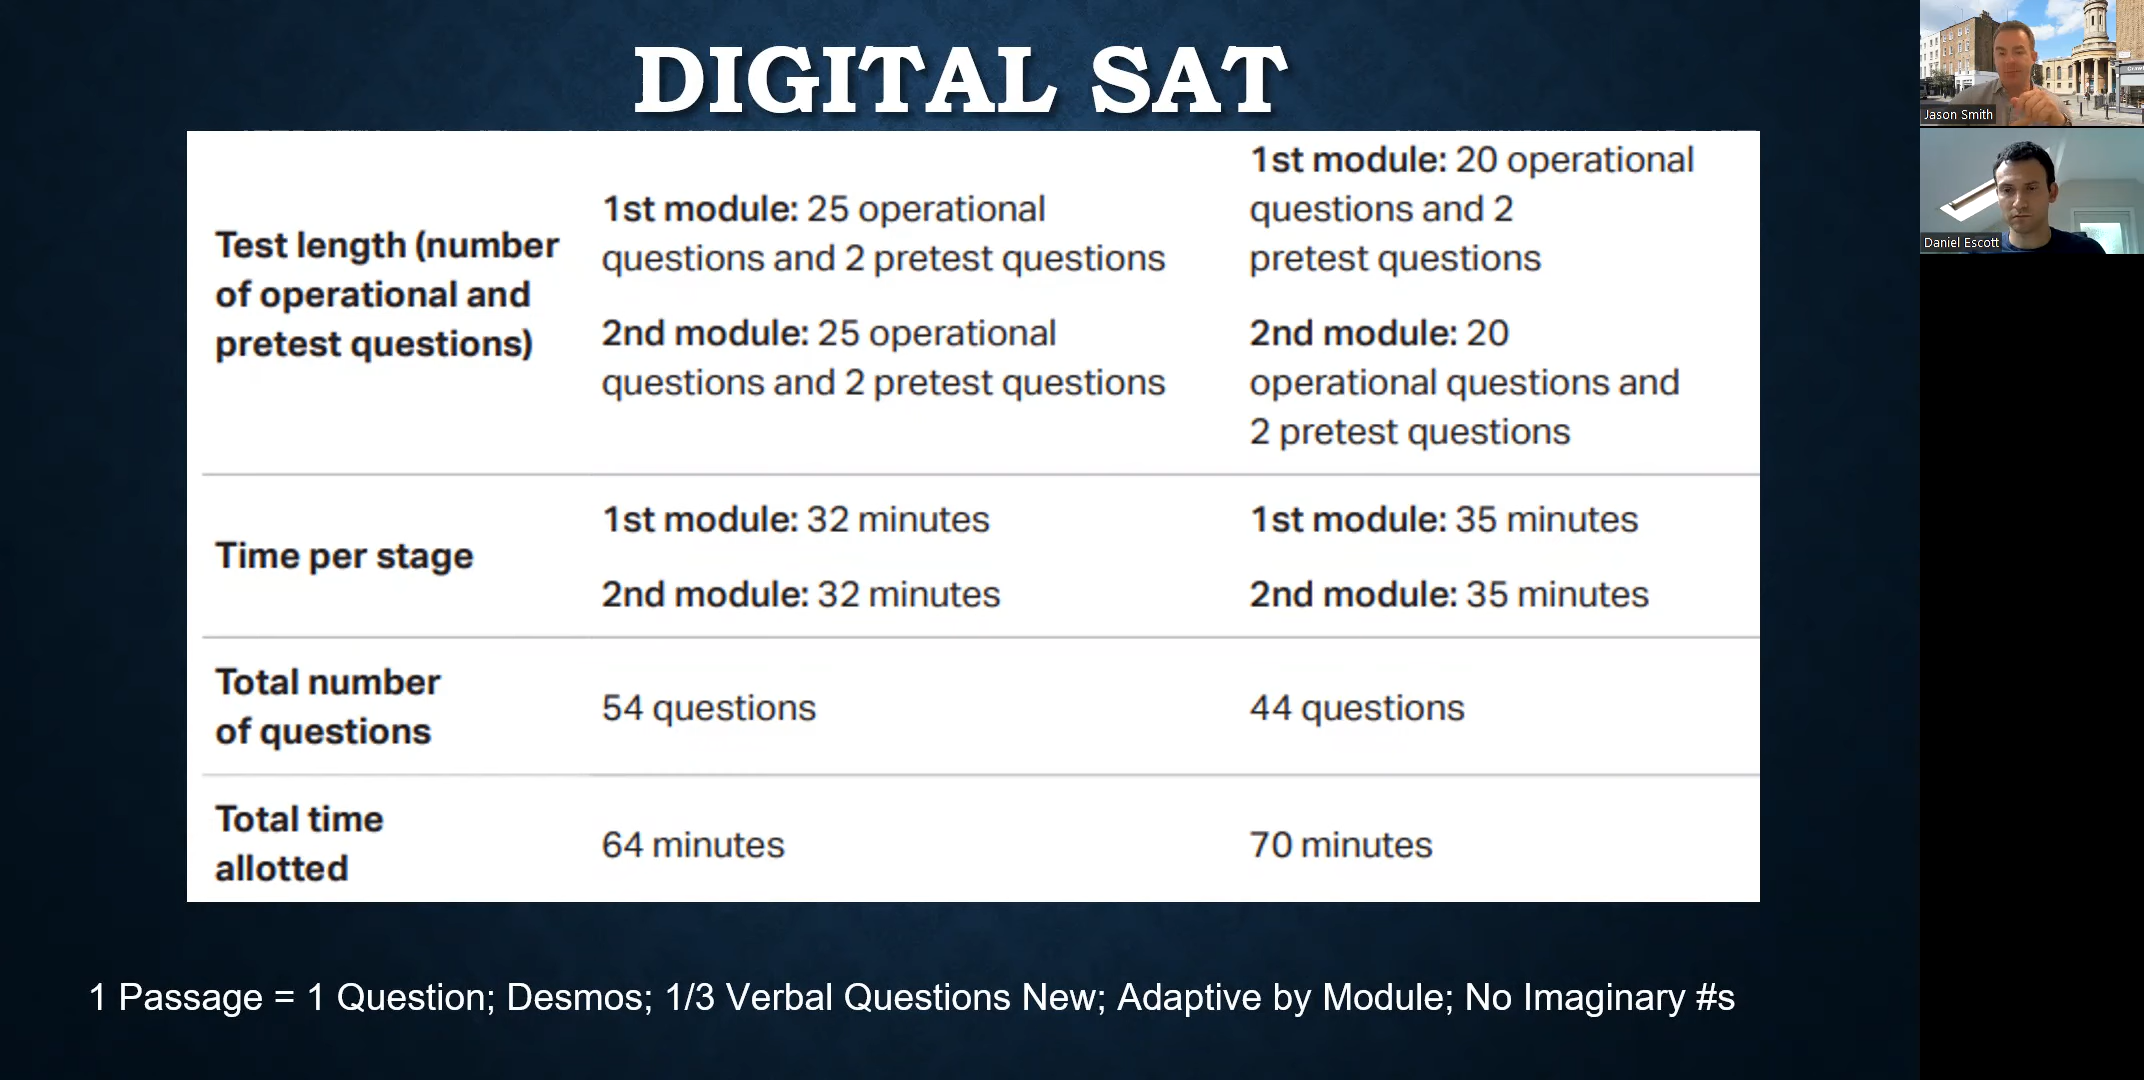 DIGITAL SAT
Test length (number
of operational and
pretest questions)
1st module: 25 operational
questions and 2 pretest questions
2nd module: 25 operational
questions and 2 pretest questions
1st module: 20 operational
questions and 2
pretest questions
2nd module: 20
operational questions and
2 pretest questions
Time per stage
1st module: 32 minutes
2nd module: 32 minutes
1st module: 35 minutes
2nd module: 35 minutes
Total number
of questions
54 questions
44 questions
Total time
allotted
64 minutes
70 minutes
1 Passage = 1 Question; Desmos; 1/3 Verbal Questions New; Adaptive by Module; No Imaginary #s
Jason Smith
Daniel Escott